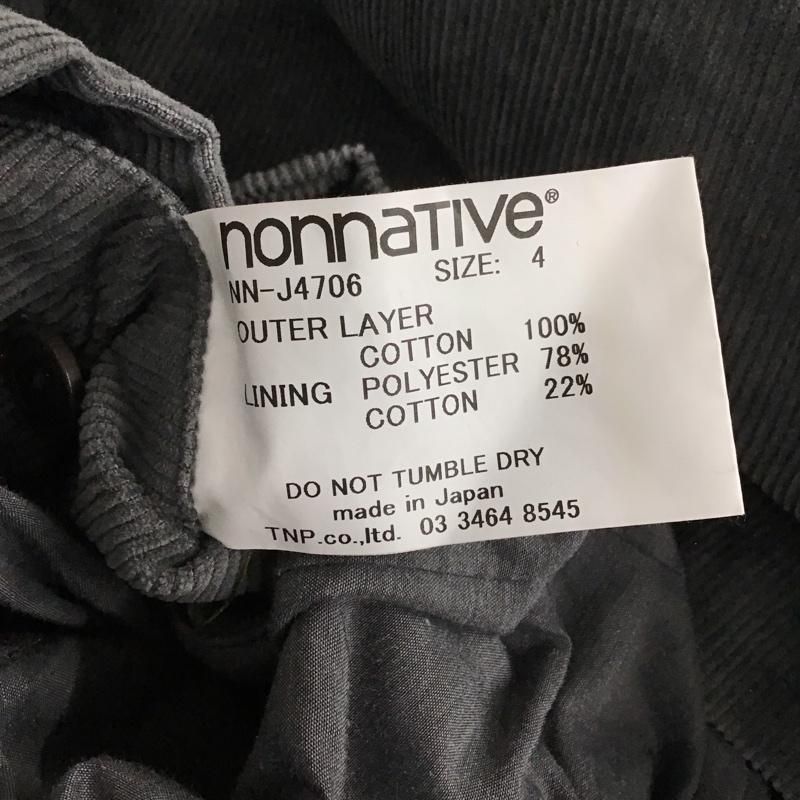 nonnative®
NN-J4706 SIZE: 4
OUTER LAYER
COTTON 100%
LINING POLYESTER 78%
COTTON 22%
DO NOT TUMBLE DRY
made in Japan
TNP.co.,ltd. 03 3464 8545